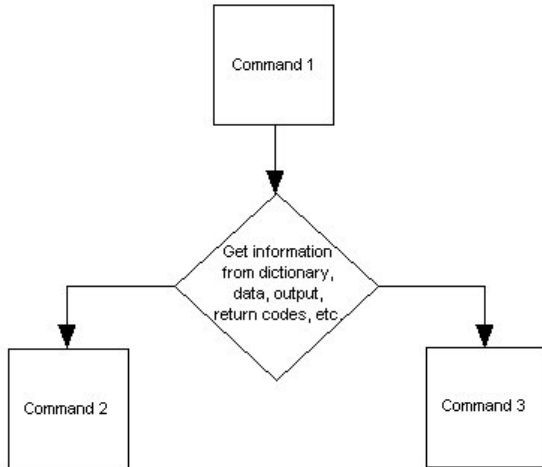 Command 1
Get information
from dictionary,
data, output,
return codes, etc.
Command 2
Command 3